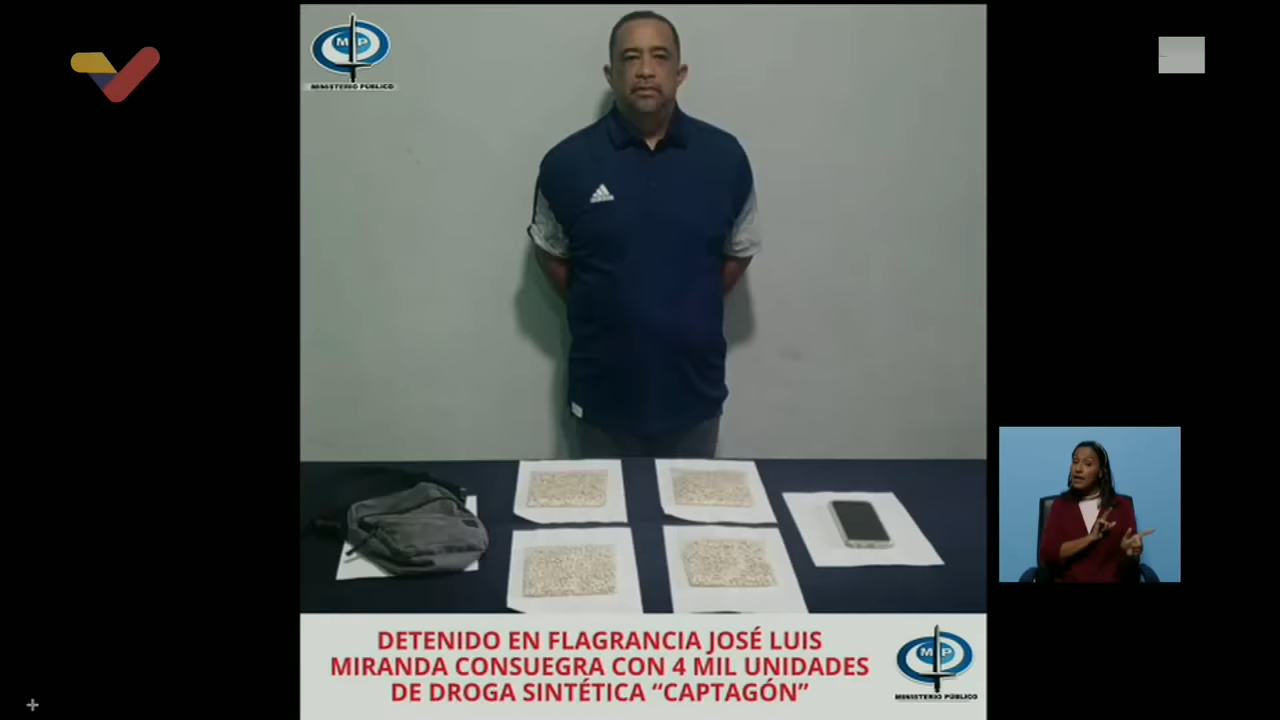 MP
MINISTERIO PÚBLICO
adidas
DETENIDO EN FLAGRANCIA JOSÉ LUIS
MIRANDA CONSUEGRA CON 4 MIL UNIDADES
DE DROGA SINTÉTICA “CAPTAGÓN”
MP
MINISTERIO PÚBLICO